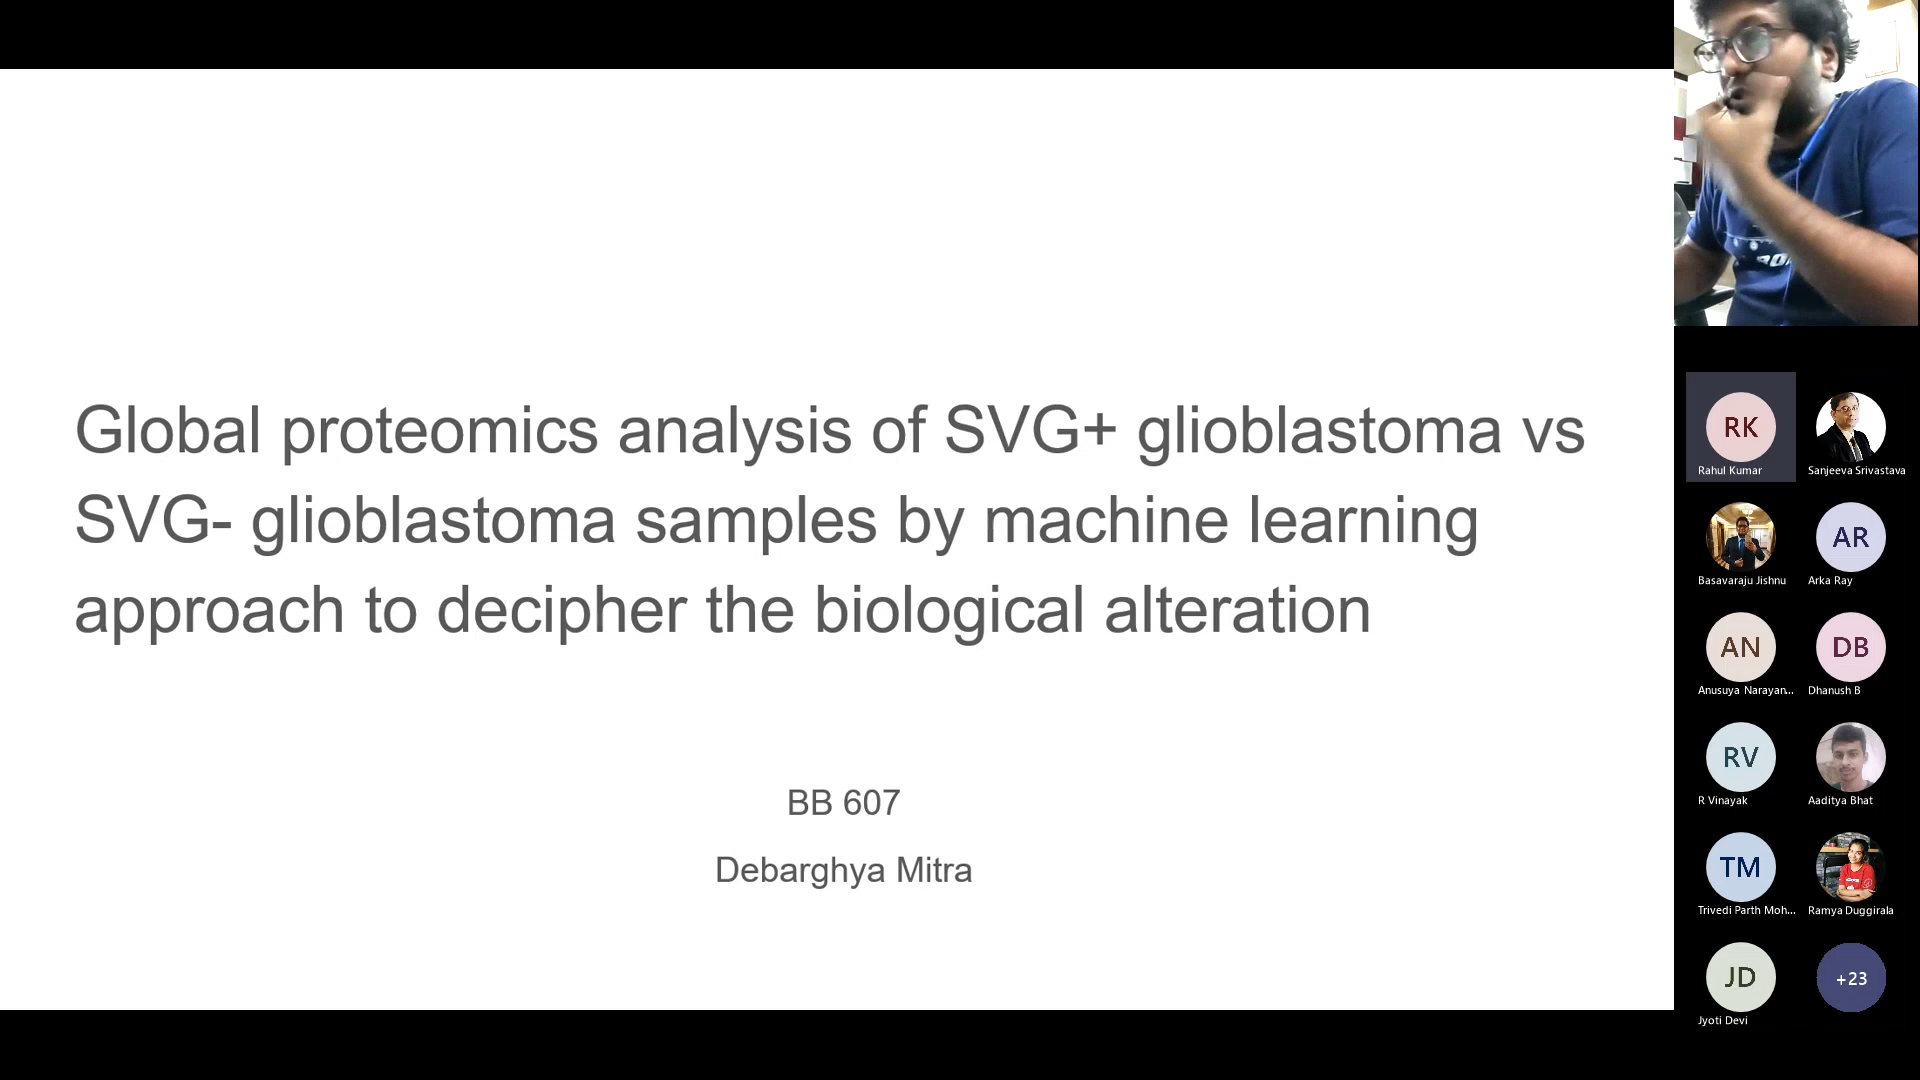 Global proteomics analysis of SVG+ glioblastoma vs
SVG- glioblastoma samples by machine learning
approach to decipher the biological alteration
BB 607
Debarghya Mitra
RK
Rahul Kumar
Sanjeeva Srivastava
Basavaraju Jishnu
AR
Arka Ray
AN
Anusuya Narayan...
DB
Dhanush B
RV
R Vinayak
Aaditya Bhat
TM
Trivedi Parth Moh...
Ramya Duggirala
JD
Jyoti Devi
+23